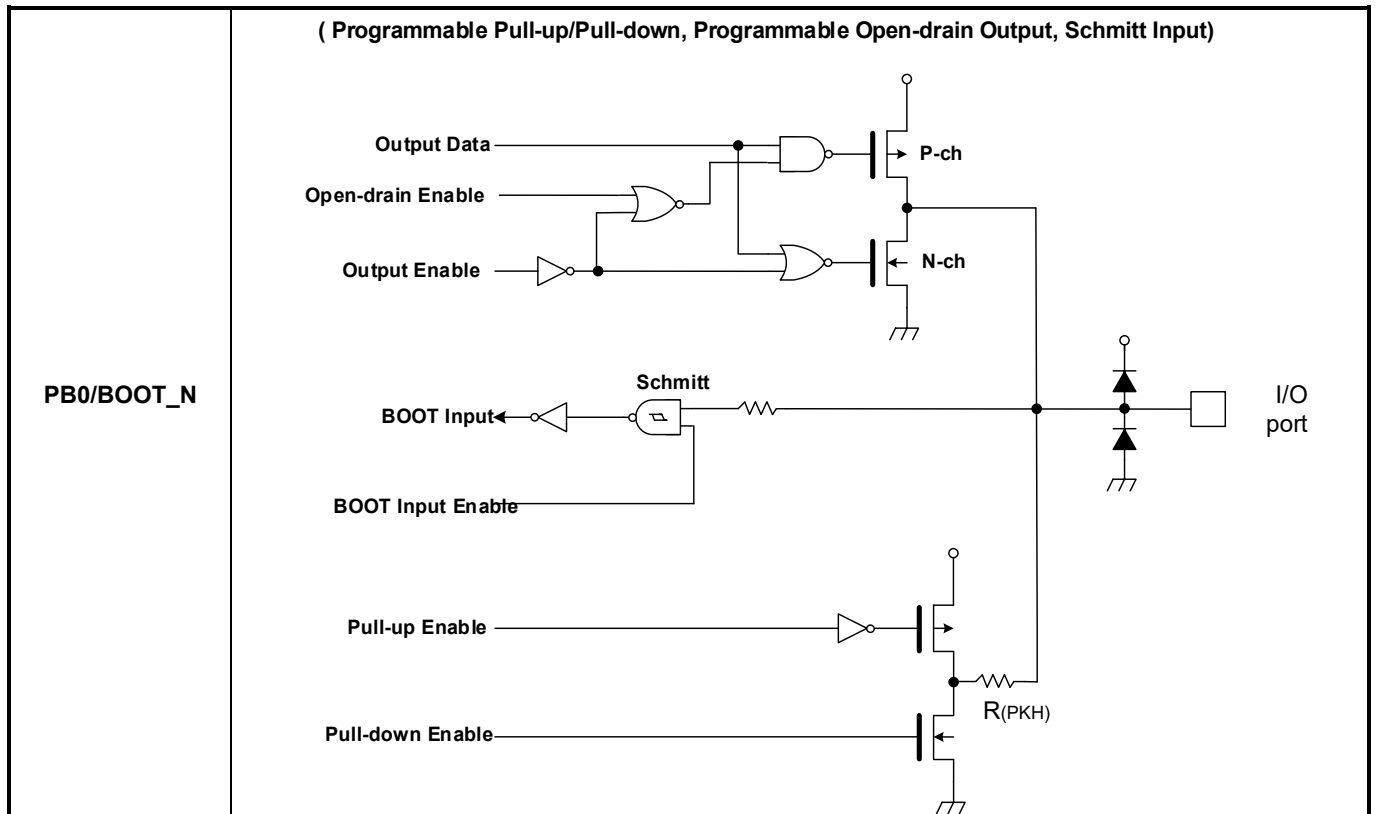 ( Programmable Pull-up/Pull-down, Programmable Open-drain Output, Schmitt Input)
PB0/BOOT_N
Output Data
P-ch
Open-drain Enable
Output Enable
N-ch
Schmitt
BOOT Input
I/O
port
BOOT Input Enable
Pull-up Enable
R(PKH)
Pull-down Enable